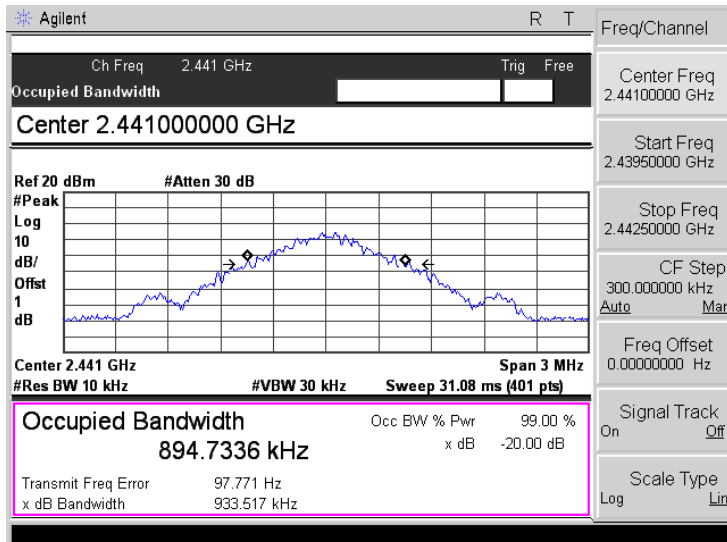 Agilent R T
Ch Freq 2.441 GHz Trig Free
Occupied Bandwidth
Center 2.441000000 GHz
Ref 20 dBm #Atten 30 dB
#Peak
Log
10
dB/
Offst
1
dB
Center 2.441 GHz Span 3 MHz
#Res BW 10 kHz #VBW 30 kHz Sweep 31.08 ms (401 pts)
Occupied Bandwidth Occ BW % Pwr 99.00 %
894.7336 kHz x dB -20.00 dB
Transmit Freq Error 97.771 Hz
x dB Bandwidth 933.517 kHz
Freq/Channel
Center Freq
2.44100000 GHz
Start Freq
2.43950000 GHz
Stop Freq
2.44250000 GHz
CF Step
300.000000 kHz
Auto Man
Freq Offset
0.00000000 Hz
Signal Track
On Off
Scale Type
Log Lin